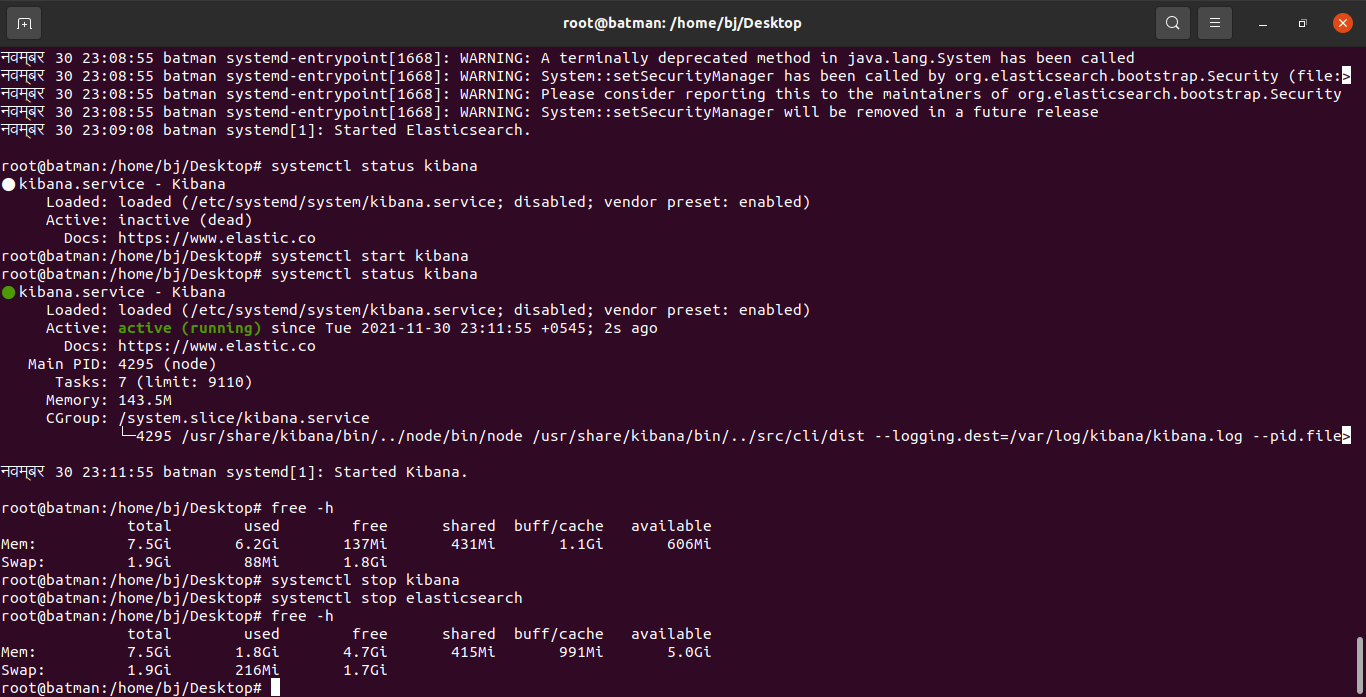 root@batman: /home/bj/Desktop
नवम्बर 30 23:08:55 batman systemd-entrypoint[1668]: WARNING: A terminally deprecated method in java.lang.System has been called
नवम्बर 30 23:08:55 batman systemd-entrypoint[1668]: WARNING: System::setSecurityManager has been called by org.elasticsearch.bootstrap.Security (file:>
नवम्बर 30 23:08:55 batman systemd-entrypoint[1668]: WARNING: Please consider reporting this to the maintainers of org.elasticsearch.bootstrap.Security
नवम्बर 30 23:08:55 batman systemd-entrypoint[1668]: WARNING: System::setSecurityManager will be removed in a future release
नवम्बर 30 23:09:08 batman systemd[1]: Started Elasticsearch.
root@batman:/home/bj/Desktop# systemctl status kibana
kibana.service - Kibana
Loaded: loaded (/etc/systemd/system/kibana.service; disabled; vendor preset: enabled)
Active: inactive (dead)
Docs: https://www.elastic.co
root@batman:/home/bj/Desktop# systemctl start kibana
root@batman:/home/bj/Desktop# systemctl status kibana
kibana.service - Kibana
Loaded: loaded (/etc/systemd/system/kibana.service; disabled; vendor preset: enabled)
Active: active (running) since Tue 2021-11-30 23:11:55 +0545; 2s ago
Docs: https://www.elastic.co
Main PID: 4295 (node)
Tasks: 7 (limit: 9110)
Memory: 143.5M
CGroup: /system.slice/kibana.service
└─4295 /usr/share/kibana/bin/../node/bin/node /usr/share/kibana/bin/../src/cli/dist --logging.dest=/var/log/kibana/kibana.log --pid.file>
नवम्बर 30 23:11:55 batman systemd[1]: Started Kibana.
root@batman:/home/bj/Desktop# free -h
total used free shared buff/cache available
Mem: 7.5Gi 6.2Gi 137Mi 431Mi 1.1Gi 606Mi
Swap: 1.9Gi 88Mi 1.8Gi
root@batman:/home/bj/Desktop# systemctl stop kibana
root@batman:/home/bj/Desktop# systemctl stop elasticsearch
root@batman:/home/bj/Desktop# free -h
total used free shared buff/cache available
Mem: 7.5Gi 1.8Gi 4.7Gi 415Mi 991Mi 5.0Gi
Swap: 1.9Gi 216Mi 1.7Gi
root@batman:/home/bj/Desktop#